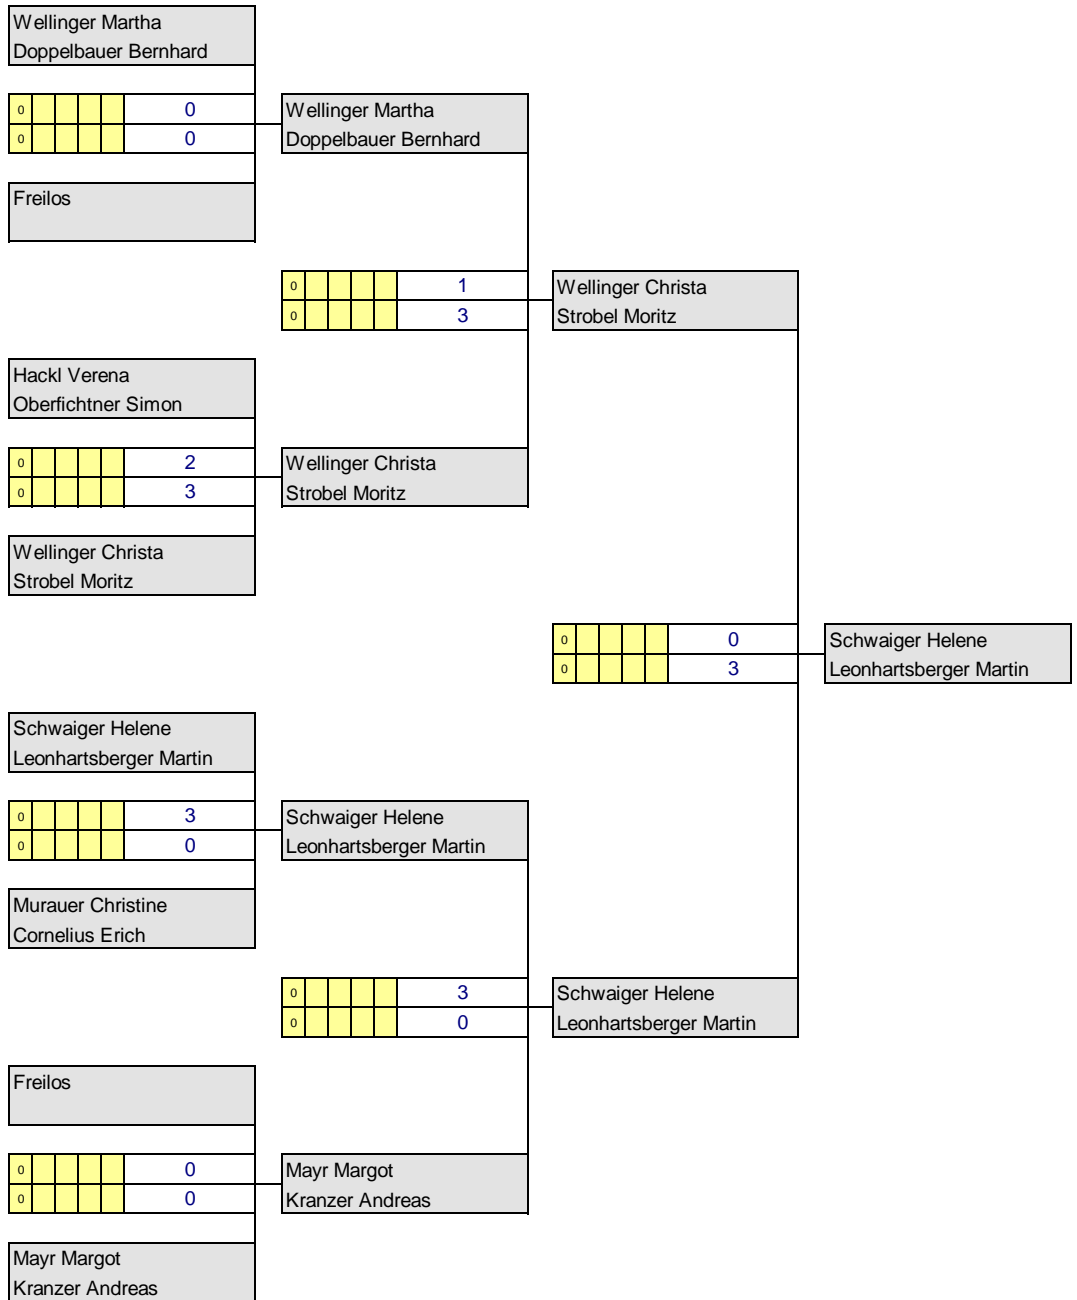 Wellinger Martha
Doppelbauer Bernhard
0 0 Wellinger Martha
0 0 Doppelbauer Bernhard
Freilos
0 1 Wellinger Christa
0 3 Strobel Moritz
Hackl Verena
Oberfichtner Simon
0 2 Wellinger Christa
0 3 Strobel Moritz
Wellinger Christa
Strobel Moritz
0 0 Schwaiger Helene
0 3 Leonhartsberger Martin
Schwaiger Helene
Leonhartsberger Martin
0 3 Schwaiger Helene
0 0 Leonhartsberger Martin
Murauer Christine
Cornelius Erich
0 3 Schwaiger Helene
0 0 Leonhartsberger Martin
Freilos
0 0 Mayr Margot
0 0 Kranzer Andreas
Mayr Margot
Kranzer Andreas